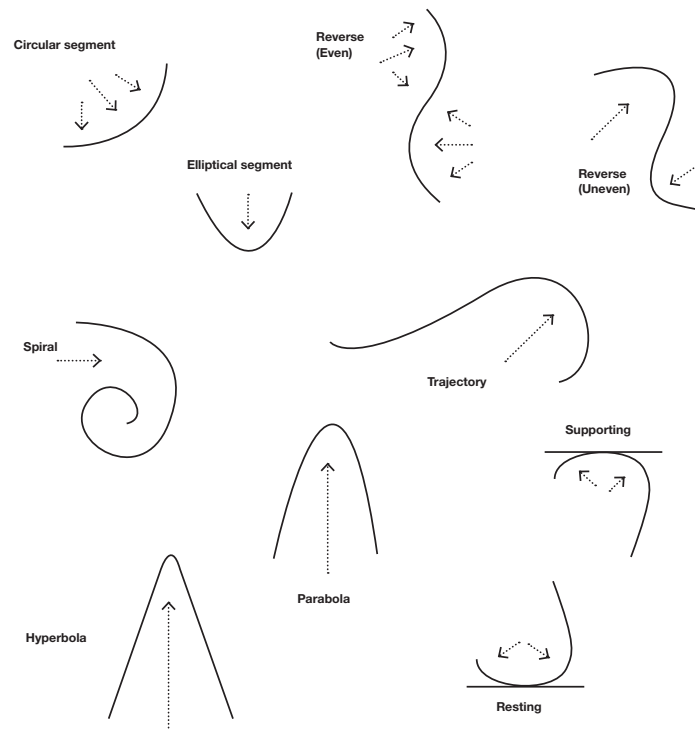 Circular segment
Reverse
(Even)
Elliptical segment
Reverse
(Uneven)
Spiral
Trajectory
Supporting
Parabola
Hyperbola
Resting